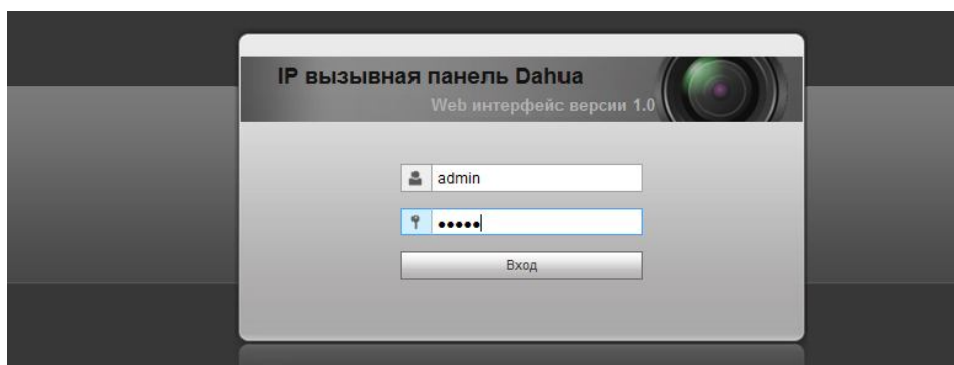 IP вызывная панель Dahua
Web интерфейс версии 1.0
admin
●●●●●
Вход